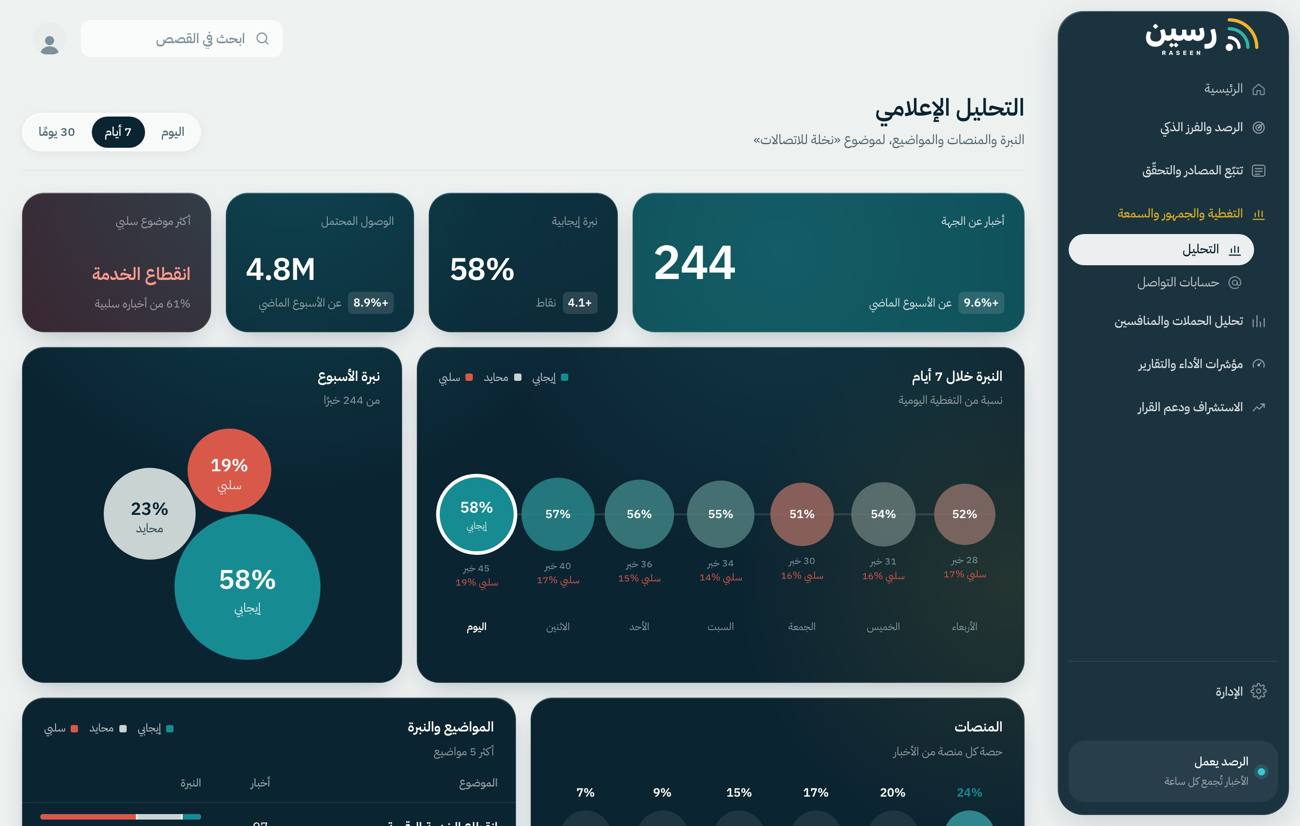 رسين
RASEEN
الرئيسية
الرصد والفرز الذكي
تتبّع المصادر والتحقّق
التغطية والجمهور والسمعة
التحليل
حسابات التواصل
تحليل الحملات والمنافسين
مؤشرات الأداء والتقارير
الاستشراف ودعم القرار
الإدارة
الرصد يعمل
الأخبار تُجمع كل ساعة
ابحث في القصص
التحليل الإعلامي
النبرة والمنصات والمواضيع، لموضوع «نخلة للاتصالات»
اليوم
7 أيام
30 يومًا
أخبار عن الجهة
244
+9.6% عن الأسبوع الماضي
نبرة إيجابية
58%
+4.1 نقاط
الوصول المحتمل
4.8M
+8.9% عن الأسبوع الماضي
أكثر موضوع سلبي
انقطاع الخدمة
61% من أخباره سلبية
النبرة خلال 7 أيام
إيجابي محايد سلبي
نسبة من التغطية اليومية
52% 54% 51% 55% 56% 57% 58%
إيجابي
28 خبر 31 خبر 30 خبر 34 خبر 36 خبر 40 خبر 45 خبر
سلبي 17% سلبي 16% سلبي 16% سلبي 14% سلبي 15% سلبي 17% سلبي 19%
الأربعاء الخميس الجمعة السبت الأحد الاثنين اليوم
نبرة الأسبوع
من 244 خبرًا
19%
سلبي
23%
محايد
58%
إيجابي
المنصات
حصة كل منصة من الأخبار
24% 20% 17% 15% 9% 7%
المواضيع والنبرة
إيجابي محايد سلبي
أكثر 5 مواضيع
الموضوع أخبار النبرة